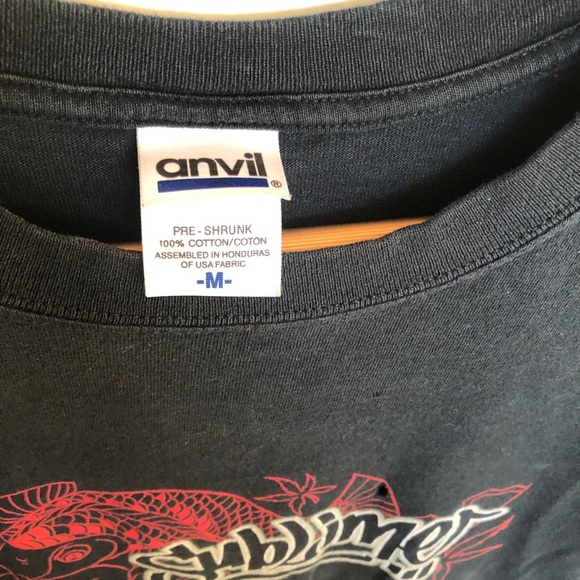 anvil
®
PRE-SHRUNK
100% COTTON/COTON
ASSEMBLED IN HONDURAS
OF USA FABRIC
-M-
Sublime